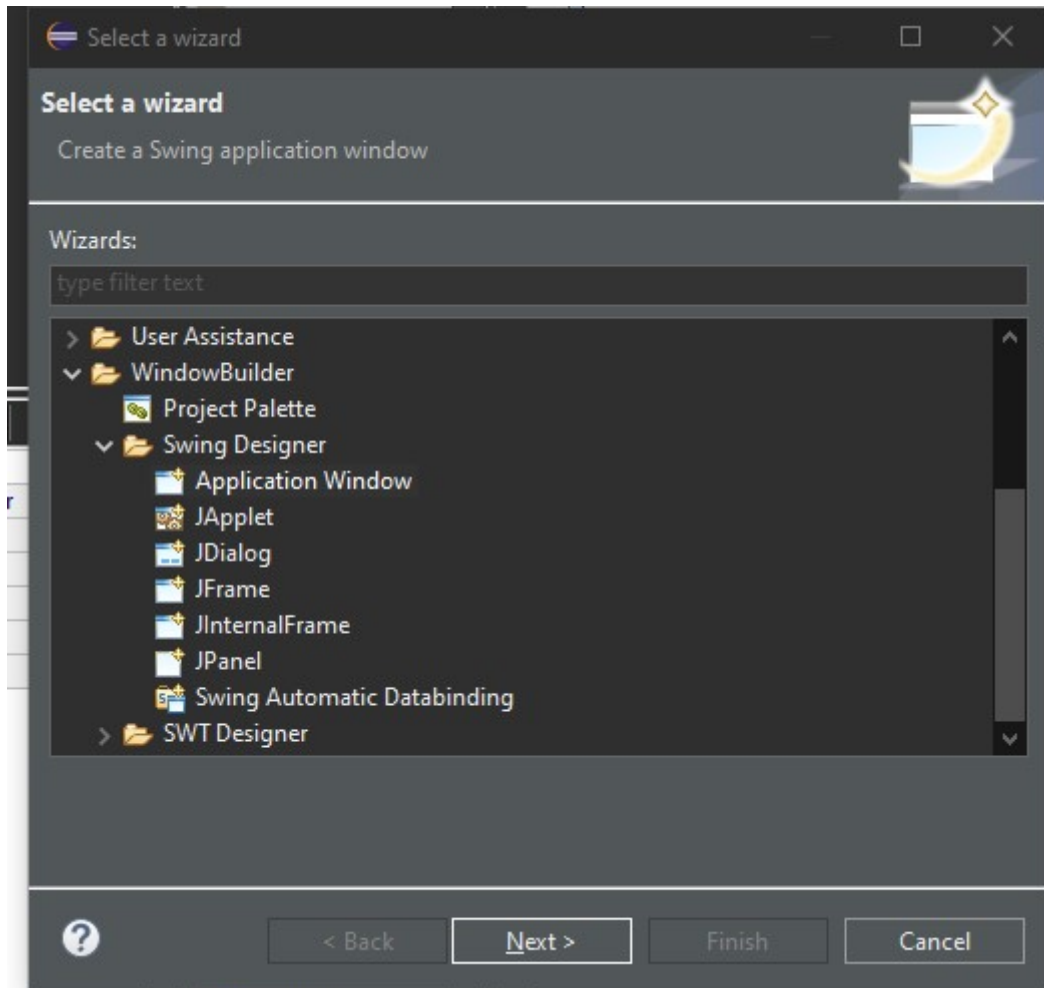 Select a wizard
Select a wizard
Create a Swing application window
Wizards:
type filter text
User Assistance
WindowBuilder
Project Palette
Swing Designer
Application Window
JApplet
JDialog
JFrame
JInternalFrame
JPanel
Swing Automatic Databinding
SWT Designer
r
? < Back Next > Finish Cancel